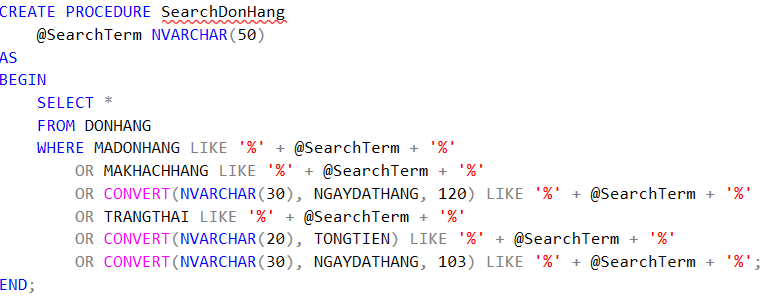 CREATE PROCEDURE SearchDonHang
    @SearchTerm NVARCHAR(50)
AS
BEGIN
    SELECT *
    FROM DONHANG
    WHERE MADONHANG LIKE '%' + @SearchTerm + '%'
        OR MAKHACHHANG LIKE '%' + @SearchTerm + '%'
        OR CONVERT(NVARCHAR(30), NGAYDATHANG, 120) LIKE '%' + @SearchTerm + '%'
        OR TRANGTHAI LIKE '%' + @SearchTerm + '%'
        OR CONVERT(NVARCHAR(20), TONGTIEN) LIKE '%' + @SearchTerm + '%'
        OR CONVERT(NVARCHAR(30), NGAYDATHANG, 103) LIKE '%' + @SearchTerm + '%';
END;